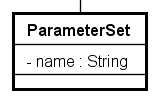 ParameterSet
- name : String